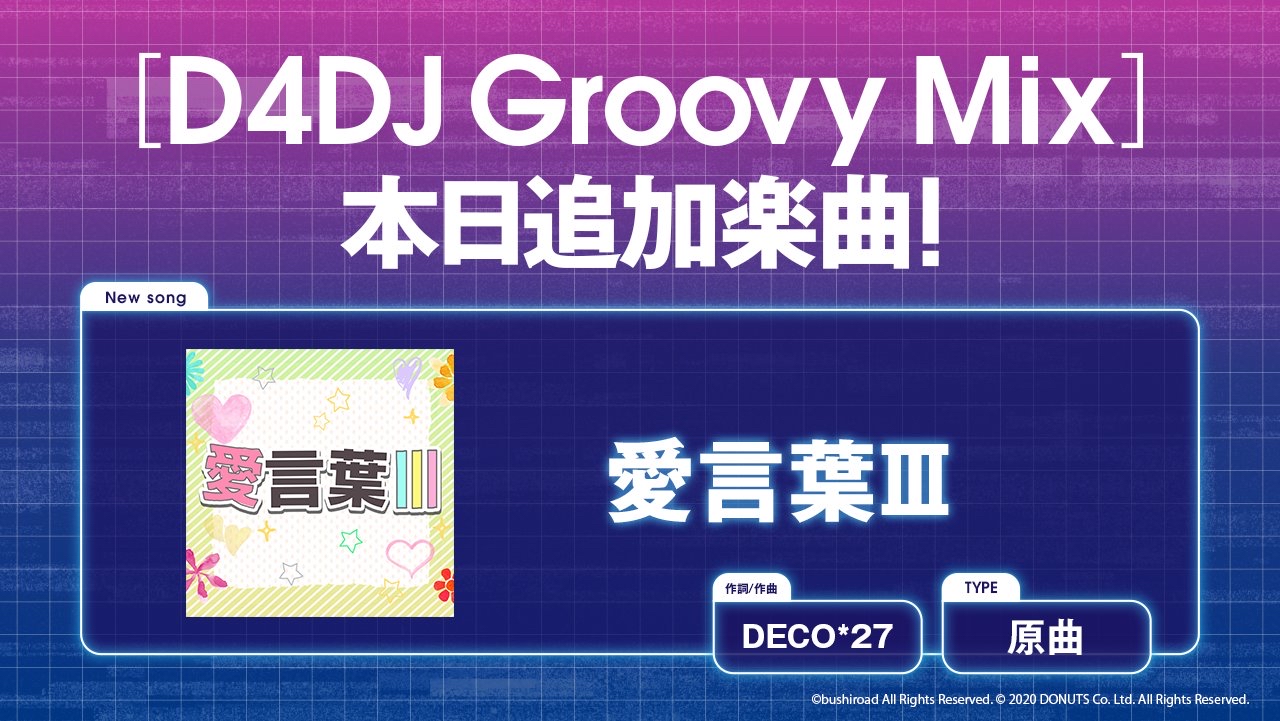 [D4DJ Groovy Mix]
本日追加楽曲!
New song
愛言葉III
愛言葉Ⅲ
作詞/作曲
DECO*27
TYPE
原曲
©bushiroad All Rights Reserved. © 2020 DONUTS Co. Ltd. All Rights Reserved.